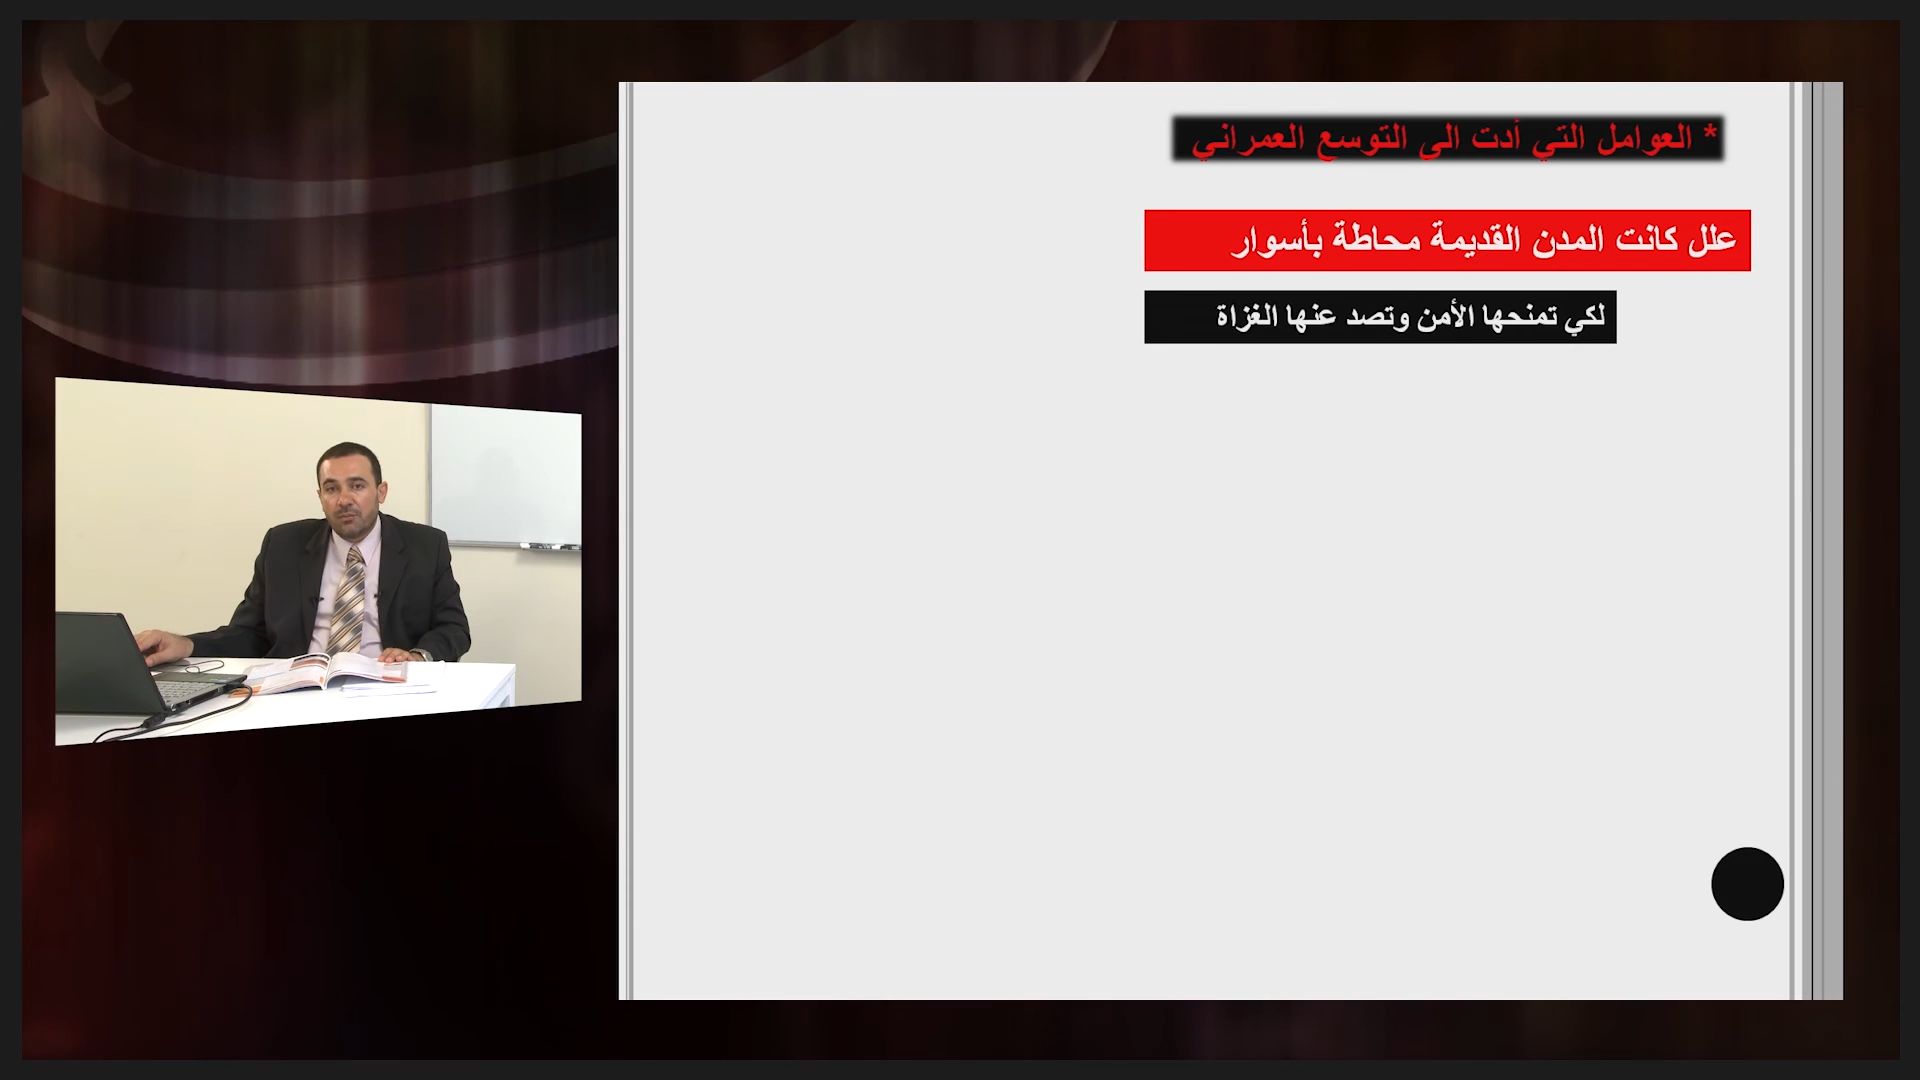 * العوامل التي أدت الى التوسع العمراني
علل كانت المدن القديمة محاطة بأسوار
لكي تمنحها الأمن وتصد عنها الغزاة